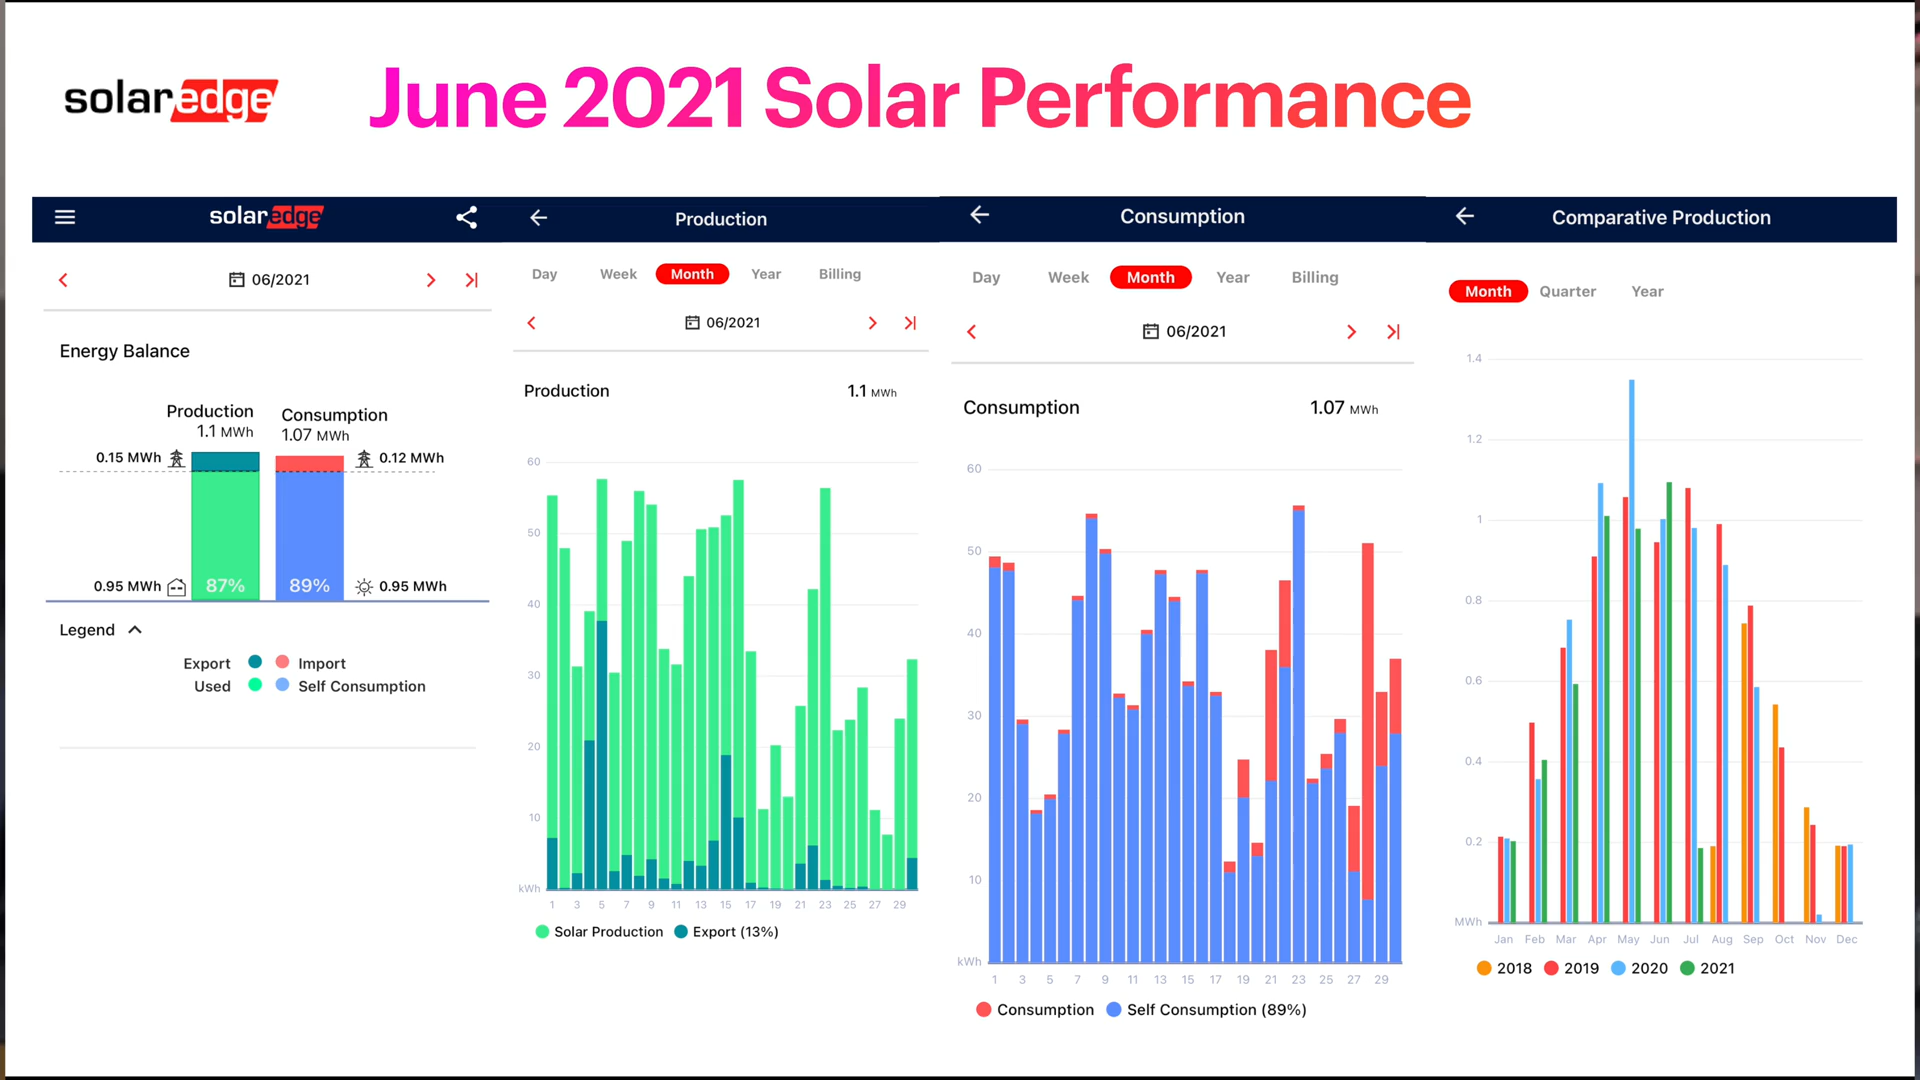 solaredge
June 2021 Solar Performance
solaredge
06/2021
Energy Balance
Production
1.1 MWh
Consumption
1.07 MWh
0.15 MWh
0.12 MWh
0.95 MWh
87%
89%
0.95 MWh
Legend
Export
Import
Used
Self Consumption
Production
Day Week Month Year Billing
06/2021
Production 1.1 MWh
60
50
40
30
20
10
kWh
1 3 5 7 9 11 13 15 17 19 21 23 25 27 29
Solar Production Export (13%)
Consumption
Day Week Month Year Billing
06/2021
Consumption 1.07 MWh
60
50
40
30
20
10
kWh
1 3 5 7 9 11 13 15 17 19 21 23 25 27 29
Consumption Self Consumption (89%)
Comparative Production
Month Quarter Year
1.4
1.2
1
0.8
0.6
0.4
0.2
MWh
Jan Feb Mar Apr May Jun Jul Aug Sep Oct Nov Dec
2018 2019 2020 2021